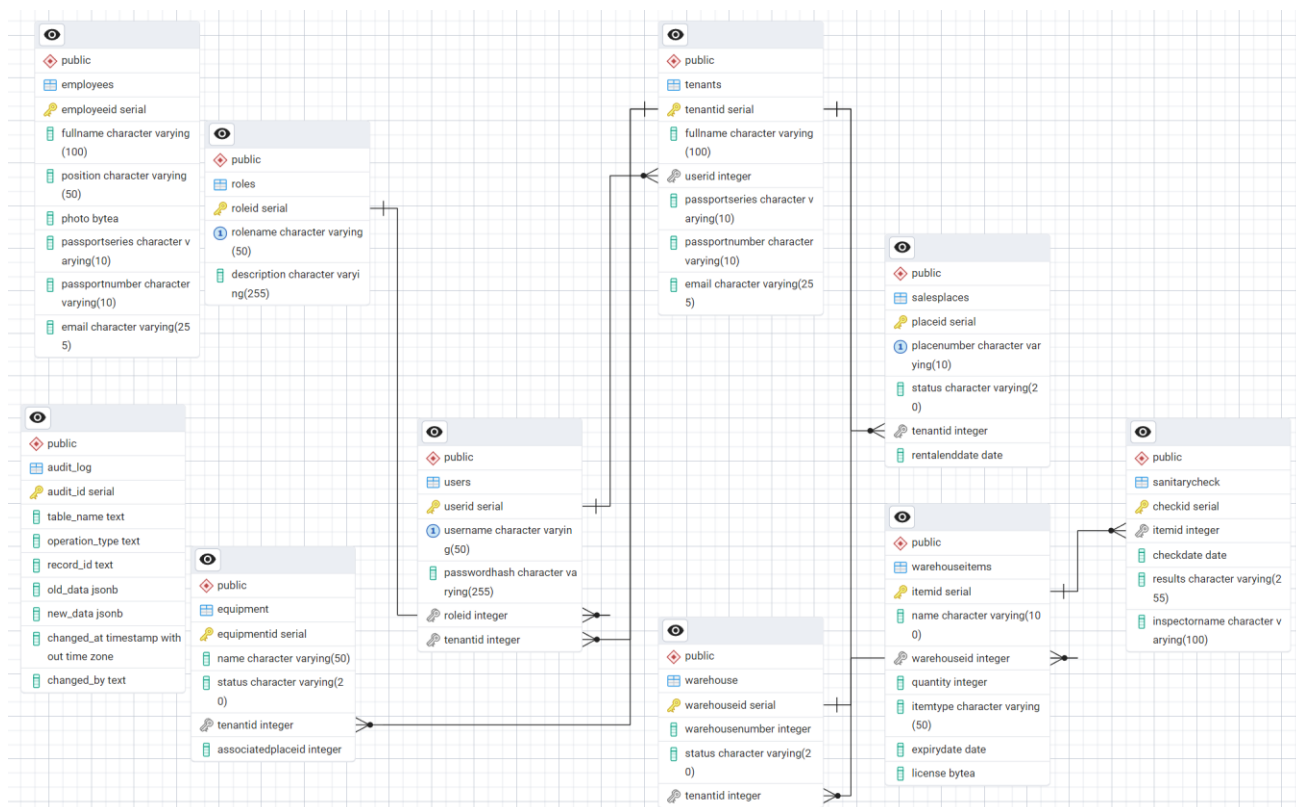 public
employees
employeeid serial
fullname character varying
(100)
position character varying
(50)
photo bytea
passportseries character v
arying(10)
passportnumber character
varying(10)
email character varying(25
5)
public
roles
roleid serial
1
rolename character varying
(50)
description character varyi
ng(255)
public
tenants
tenantid serial
fullname character varying
(100)
userid integer
passportseries character v
arying(10)
passportnumber character
varying(10)
email character varying(25
5)
public
salesplaces
placeid serial
1
placenumber character var
ying(10)
status character varying(2
0)
tenantid integer
rentalenddate date
public
audit_log
audit_id serial
table_name text
operation_type text
record_id text
old_data jsonb
new_data jsonb
changed_at timestamp with
out time zone
changed_by text
public
equipment
equipmentid serial
name character varying(50)
status character varying(2
0)
tenantid integer
associatedplaceid integer
public
users
userid serial
1
username character varyin
g(50)
passwordhash character va
rying(255)
roleid integer
tenantid integer
public
warehouse
warehouseid serial
warehousenumber integer
status character varying(2
0)
tenantid integer
public
warehouseitems
itemid serial
name character varying(10
0)
warehouseid integer
quantity integer
itemtype character varying
(50)
expirydate date
license bytea
public
sanitarycheck
checkid serial
itemid integer
checkdate date
results character varying(2
55)
inspectorname character v
arying(100)